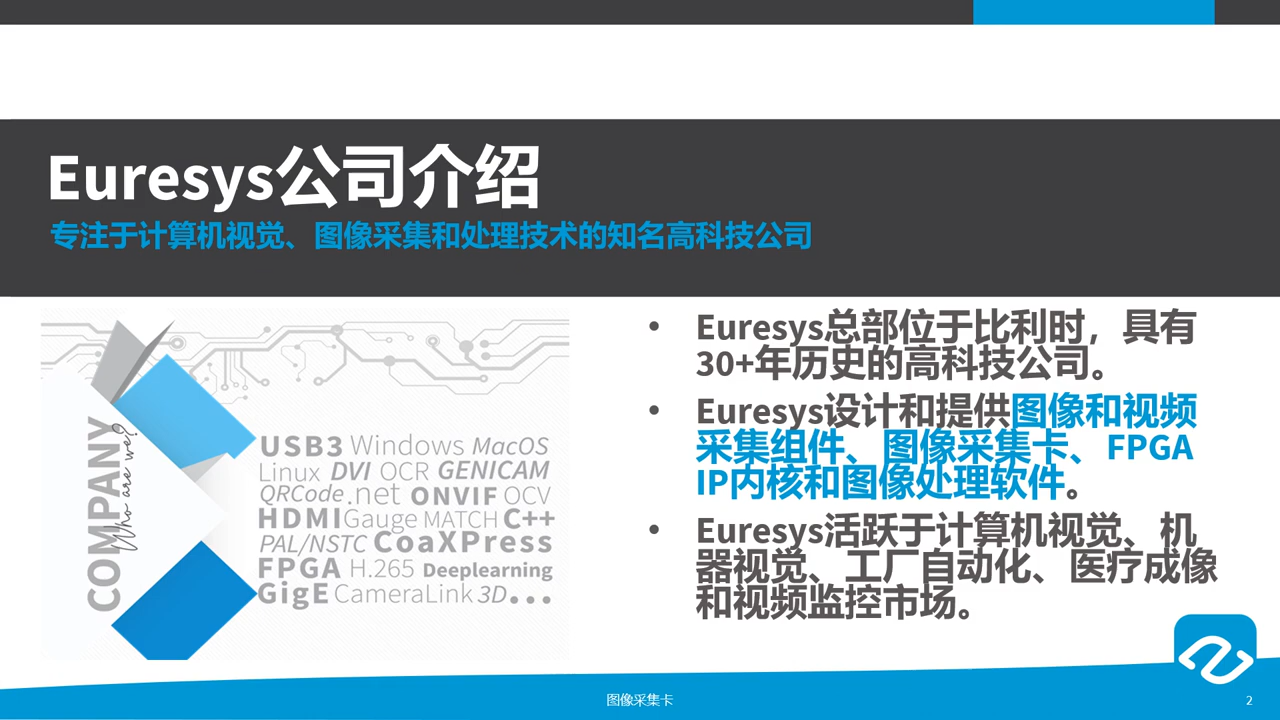 Euresys公司介绍
专注于计算机视觉、图像采集和处理技术的知名高科技公司
COMPANY
Who are we?
USB3 Windows MacOS
Linux DVI OCR GENICAM
QRCode .net ONVIF OCV
HDMI Gauge MATCH C++
PAL/NSTC CoaXPress
FPGA H.265 Deeplearning
GigE CameraLink 3D...
• Euresys总部位于比利时，具有
30+年历史的高科技公司。
• Euresys设计和提供图像和视频
采集组件、图像采集卡、FPGA
IP内核和图像处理软件。
• Euresys活跃于计算机视觉、机
器视觉、工厂自动化、医疗成像
和视频监控市场。
图像采集卡
2